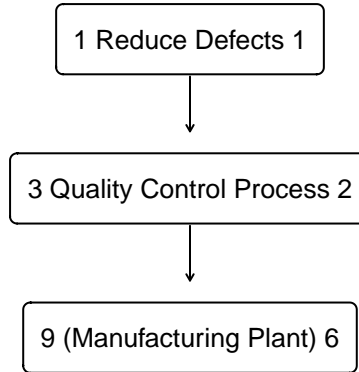 1 Reduce Defects 1
3 Quality Control Process 2
9 (Manufacturing Plant) 6